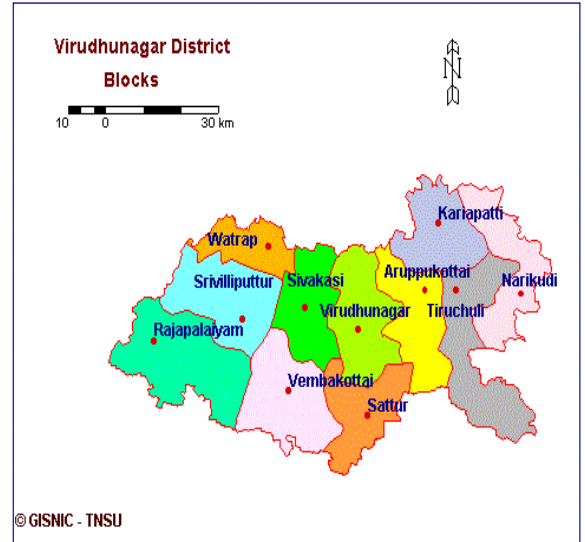 Virudhunagar District
Blocks
N
10 0 30 km
Kariapatti
Watrap
Aruppukottai
Srivilliputtur
Sivakasi
Narikudi
Tiruchuli
Virudhunagar
Rajapalaiyam
Vembakottai
Sattur
© GISNIC - TNSU